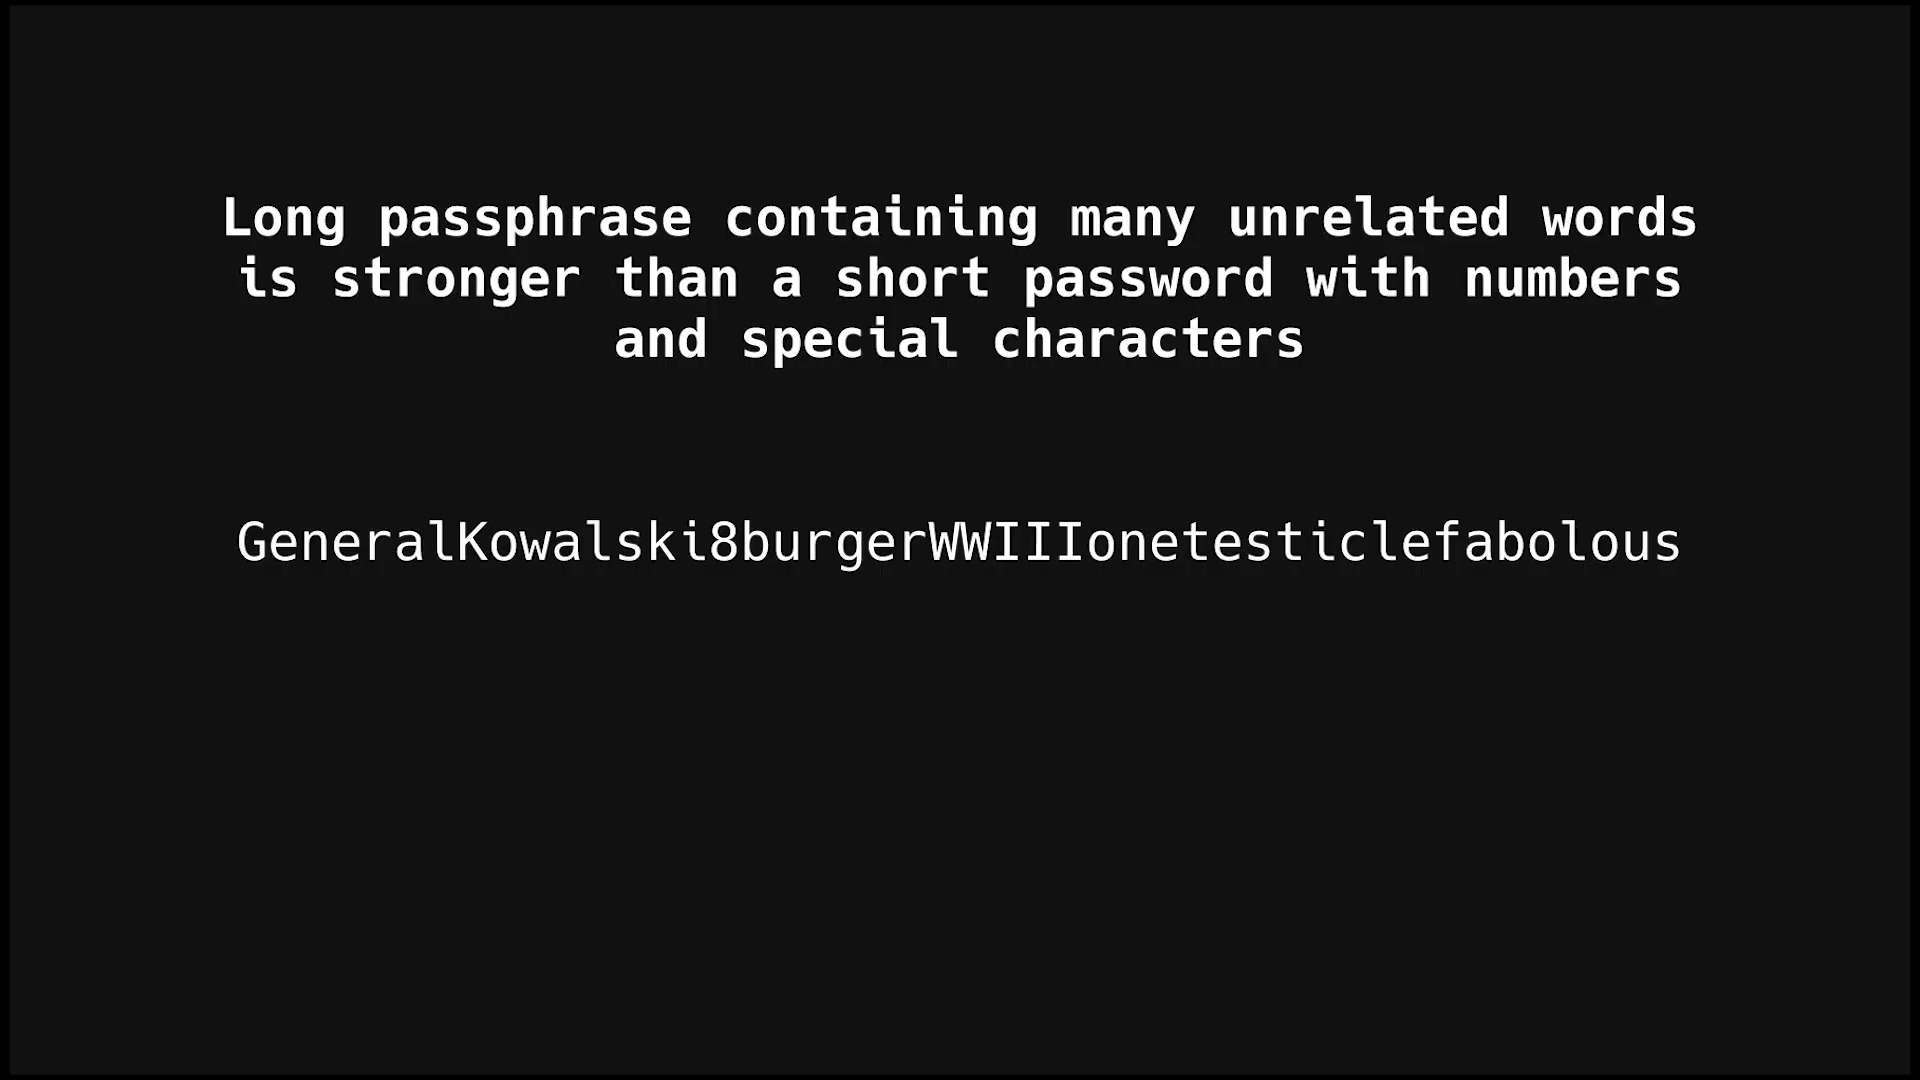 Long passphrase containing many unrelated words
is stronger than a short password with numbers
and special characters
GeneralKowalski8burgerWWIIIonetesticlefabolous